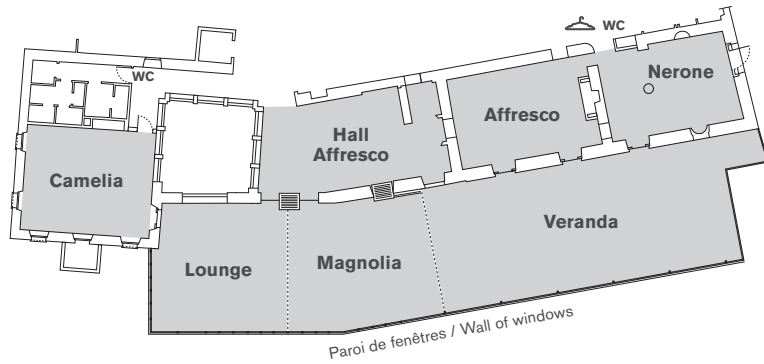 WC
WC
Nerone
Affresco
Hall
Affresco
Camelia
Veranda
Lounge
Magnolia
Paroi de fenêtres / Wall of windows